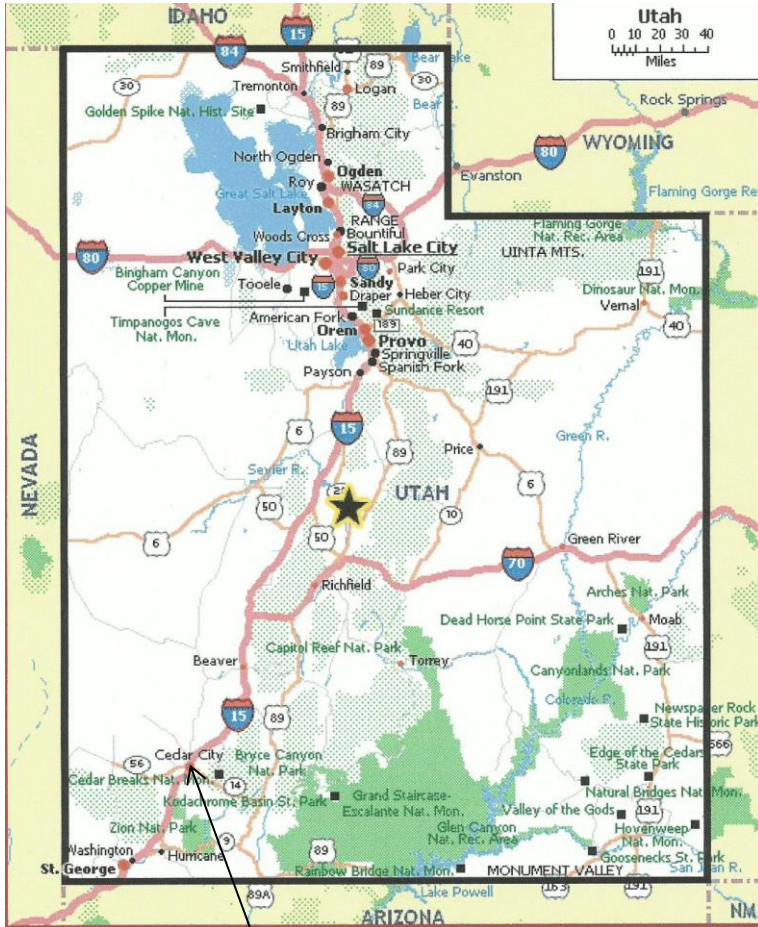 IDAHO
Utah
0 10 20 40
Miles
15
84
89
Smithfield
Bear Lake
30
Tremonton
Logan
30
Golden Spike Nat. Hist. Site
89
Bear R.
Rock Springs
Brigham City
WYOMING
North Ogden
80
Ogden
Evanston
Roy
WASATCH
Great Salt Lake
Flaming Gorge Re
Layton
84
RANGE
Bountiful
Flaming Gorge
Nat. Rec. Area
Woods Cross
Salt Lake City
UINTA MTS.
80
West Valley City
80
Park City
191
Bingham Canyon
Copper Mine
Tooele
15
Sandy
Draper
Heber City
Dinosaur Nat. Mon.
Vernal
American Fork
Sundance Resort
Timpanogos Cave
Nat. Mon.
Orem
189
40
Utah Lake
Provo
40
Springville
Spanish Fork
Payson
191
191
15
6
89
Price
Green R.
Sevier R.
6
NEVADA
UTAH
50
10
50
6
Green River
70
Richfield
Arches Nat. Park
Dead Horse Point State Park
Moab
Capitol Reef Nat. Park
191
Beaver
Torrey
Canyonlands Nat. Park
Colorado R.
15
89
Newspaper Rock
State Historic Park
Cedar City
56
Bryce Canyon
Nat. Park
Edge of the Cedars
State Park
666
Cedar Breaks Nat. Mon.
14
Kodachrome Basin St. Park
Grand Staircase-
Escalante Nat. Mon.
Natural Bridges Nat. Mon.
Valley of the Gods
191
Zion Nat. Park
Glen Canyon
Nat. Rec. Area
Hovenweep
Nat. Mon.
9
Washington
Hurricane
89
Goosenecks St. Park
St. George
Rainbow Bridge Nat. Mon.
MONUMENT VALLEY
San Juan R.
89A
Lake Powell
163
191
ARIZONA
NM